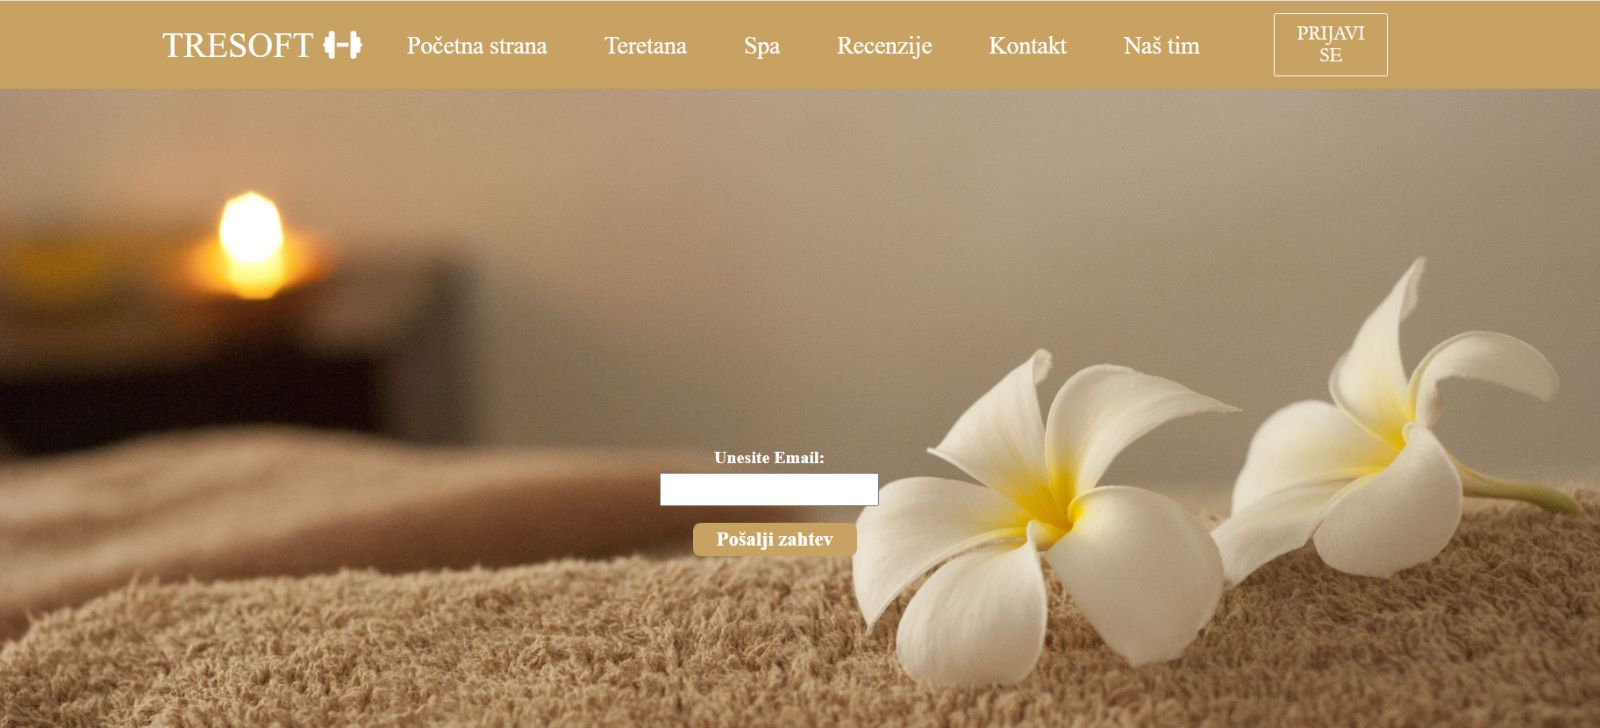 TRESOFT Početna strana Teretana Spa Recenzije Kontakt Naš tim PRIJAVI SE
Unesite Email:
Pošalji zahtev